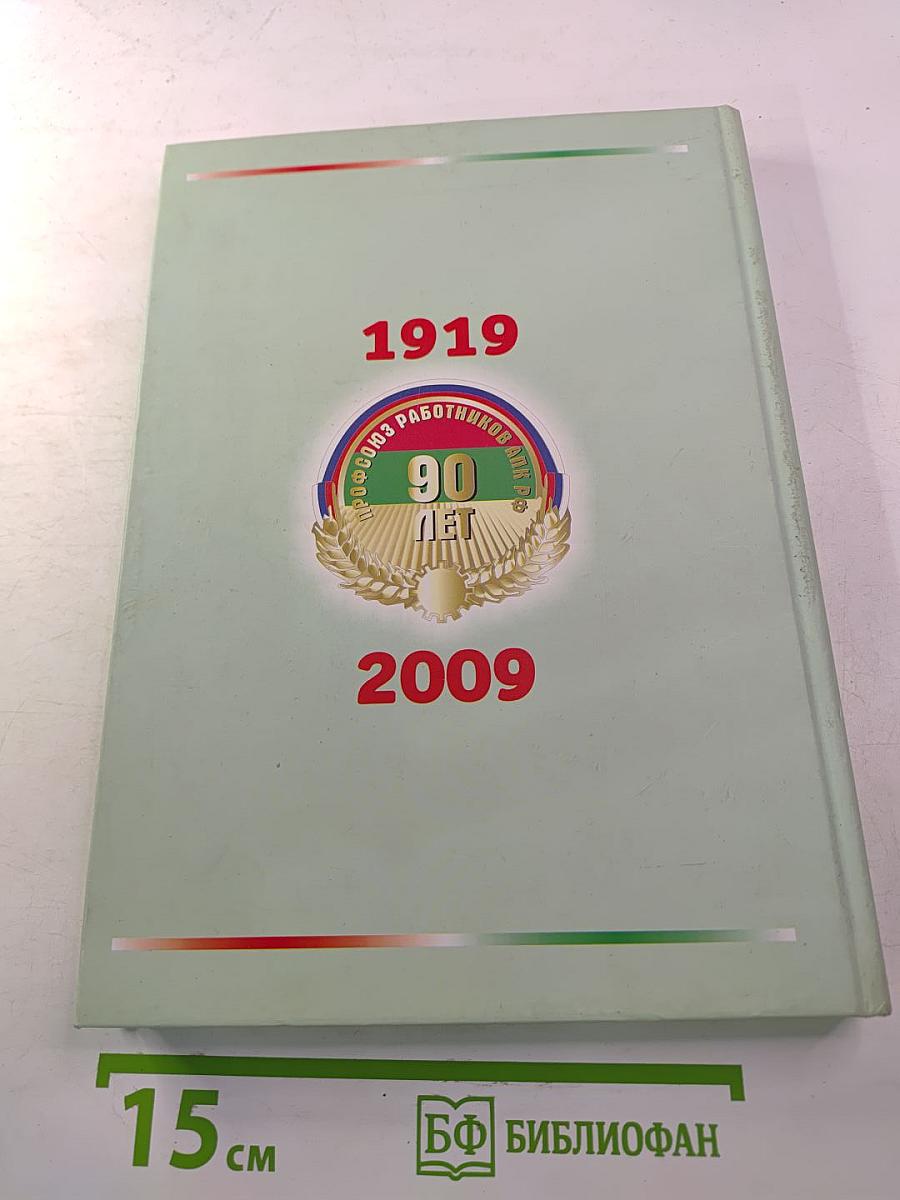 1919
ПРОФСОЮЗ РАБОТНИКОВ АПК РФ
90
ЛЕТ
2009
15 см
БФ БИБЛИОФАН